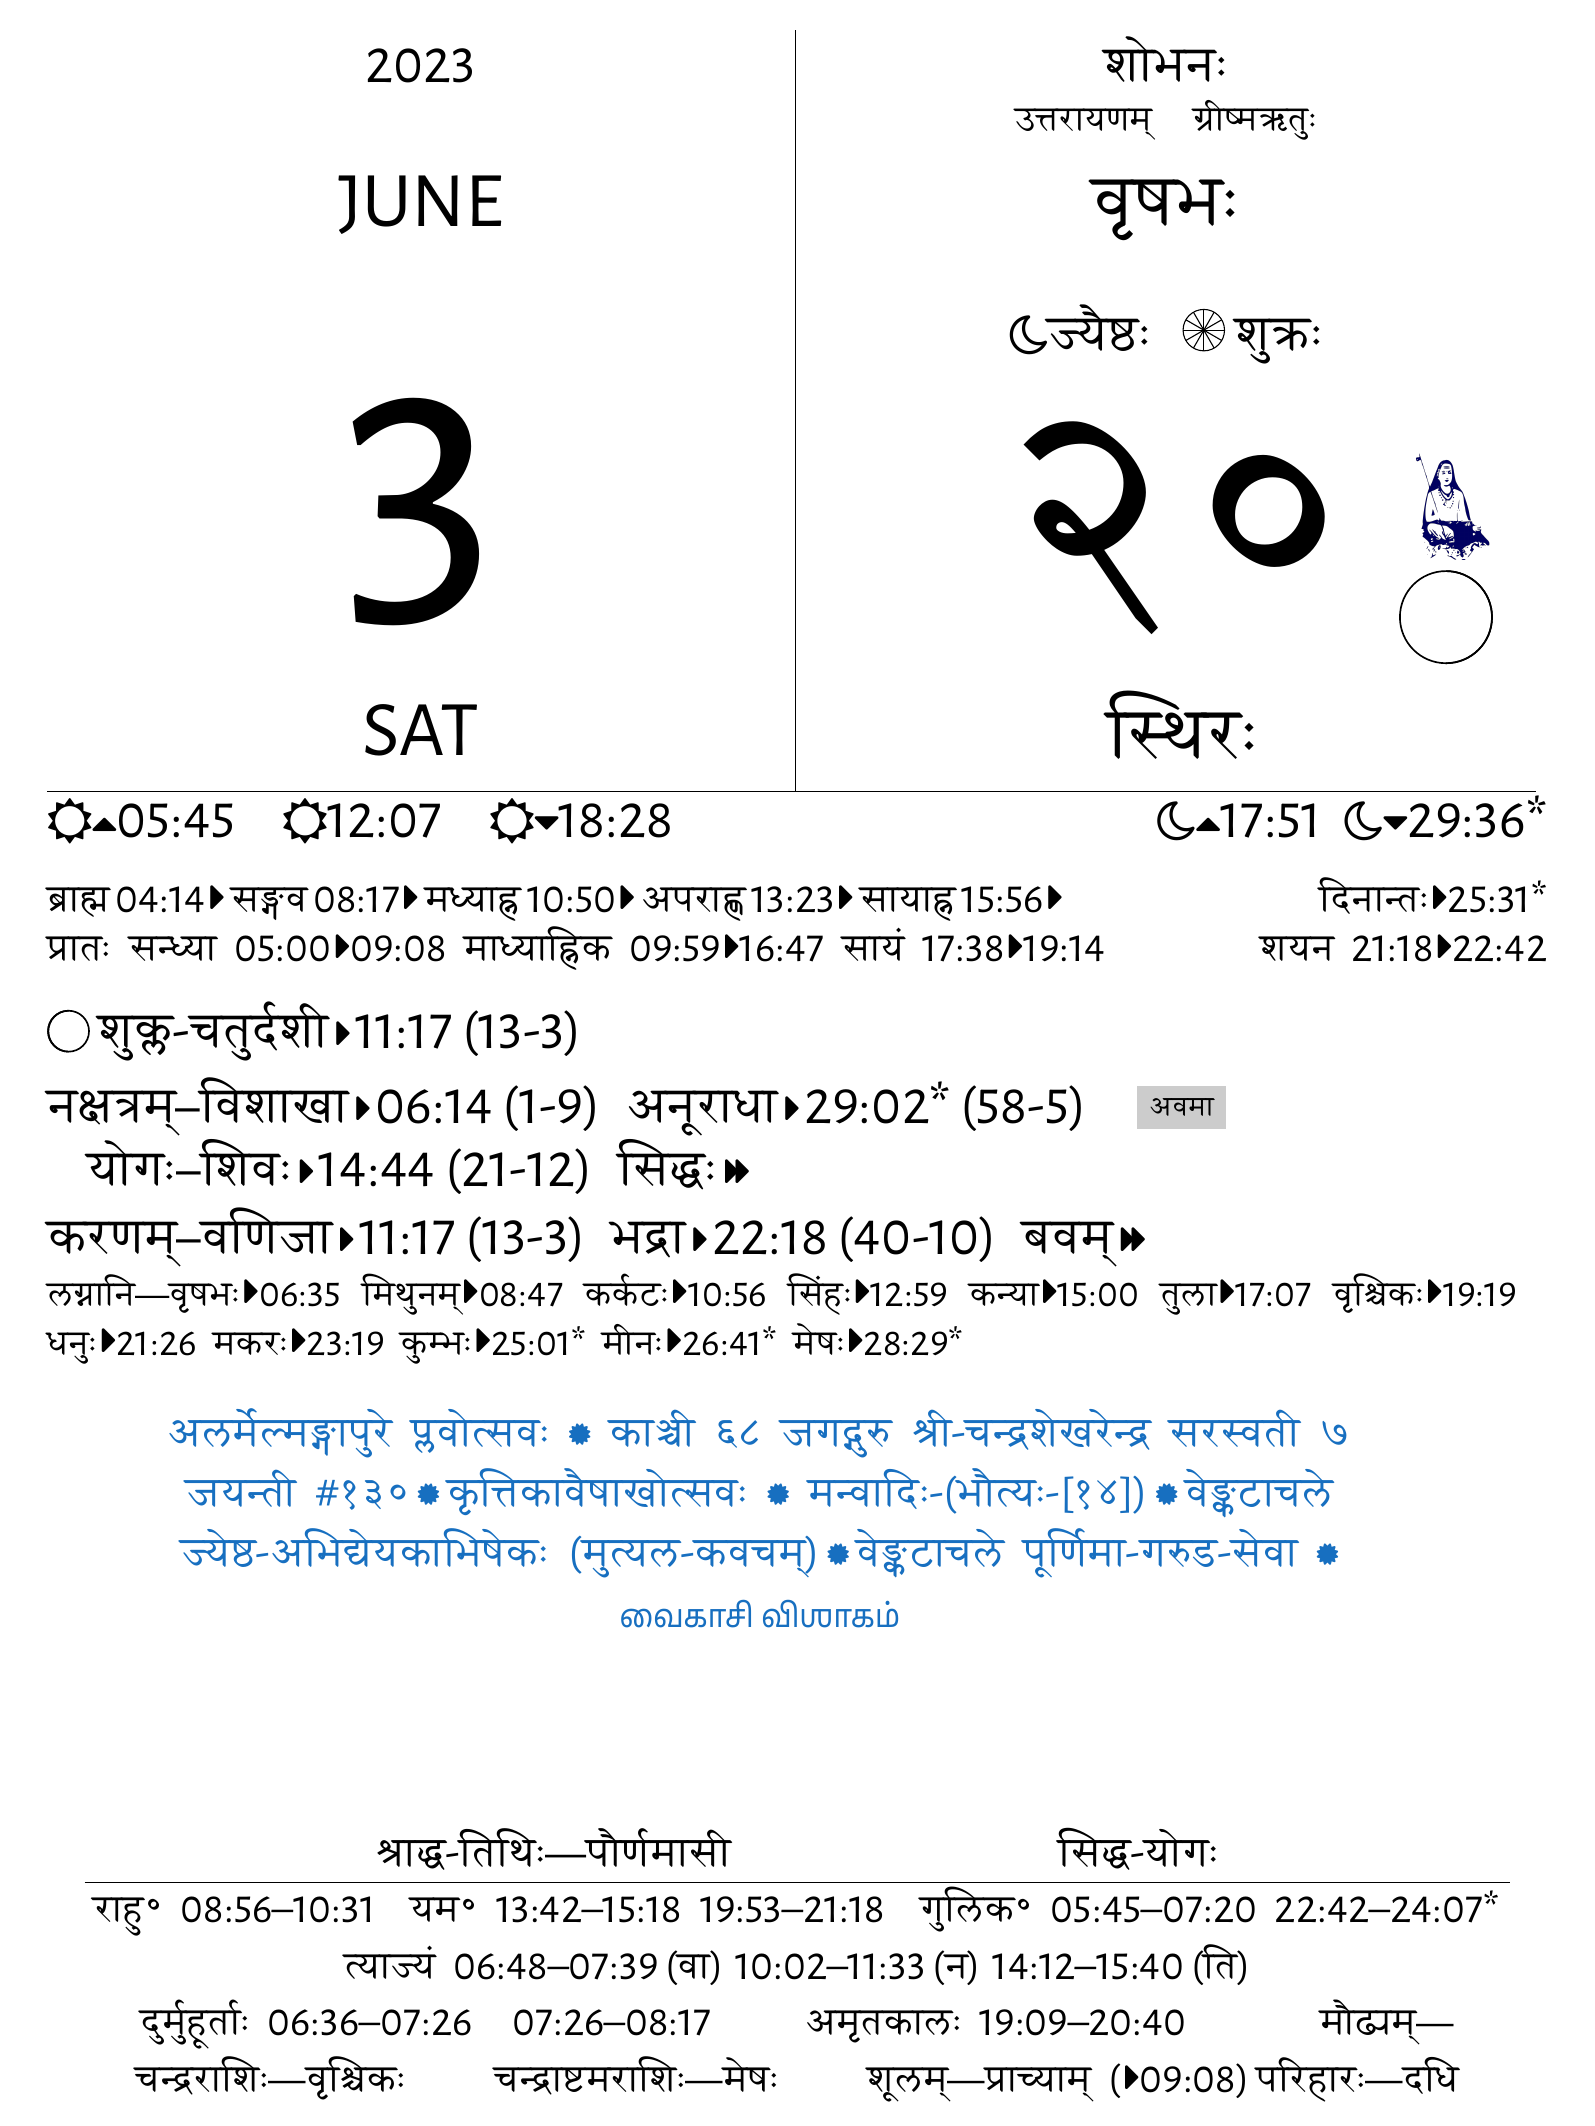 2023
JUNE
3
SAT
शोभनः
उत्तरायणम् ग्रीष्मऋतुः
वृषभः
ज्यैष्ठः शुक्रः
२०
स्थिरः
05:45 12:07 18:28 17:51 29:36*
ब्राह्म 04:14 सङ्गव 08:17 मध्याह्न 10:50 अपराह्ण 13:23 सायाह्न 15:56 दिनान्तः 25:31*
प्रातः सन्ध्या 05:00 09:08 माध्याह्निक 09:59 16:47 सायं 17:38 19:14 शयन 21:18 22:42
शुक्ल-चतुर्दशी 11:17 (13-3)
नक्षत्रम्–विशाखा 06:14 (1-9) अनूराधा 29:02* (58-5) अवमा
योगः–शिवः 14:44 (21-12) सिद्धः
करणम्–वणिजा 11:17 (13-3) भद्रा 22:18 (40-10) बवम्
लग्नानि—वृषभः 06:35 मिथुनम् 08:47 कर्कटः 10:56 सिंहः 12:59 कन्या 15:00 तुला 17:07 वृश्चिकः 19:19
धनुः 21:26 मकरः 23:19 कुम्भः 25:01* मीनः 26:41* मेषः 28:29*
अलर्मेल्मङ्गापुरे प्लवोत्सवः काञ्ची ६८ जगद्गुरु श्री-चन्द्रशेखरेन्द्र सरस्वती ७
जयन्ती #१३० कृत्तिकावैषाखोत्सवः मन्वादिः-(भौत्यः-[१४]) वेङ्कटाचले
ज्येष्ठ-अभिद्येयकाभिषेकः (मुत्यल-कवचम्) वेङ्कटाचले पूर्णिमा-गरुड-सेवा
வைகாசி விஶாகம்
श्राद्ध-तिथिः—पौर्णमासी सिद्ध-योगः
राहु॰ 08:56–10:31 यम॰ 13:42–15:18 19:53–21:18 गुलिक॰ 05:45–07:20 22:42–24:07*
त्याज्यं 06:48–07:39 (वा) 10:02–11:33 (न) 14:12–15:40 (ति)
दुर्मुहूर्ताः 06:36–07:26 07:26–08:17 अमृतकालः 19:09–20:40 मौढ्यम्—
चन्द्रराशिः—वृश्चिकः चन्द्राष्टमराशिः—मेषः शूलम्—प्राच्याम् (09:08) परिहारः—दधि